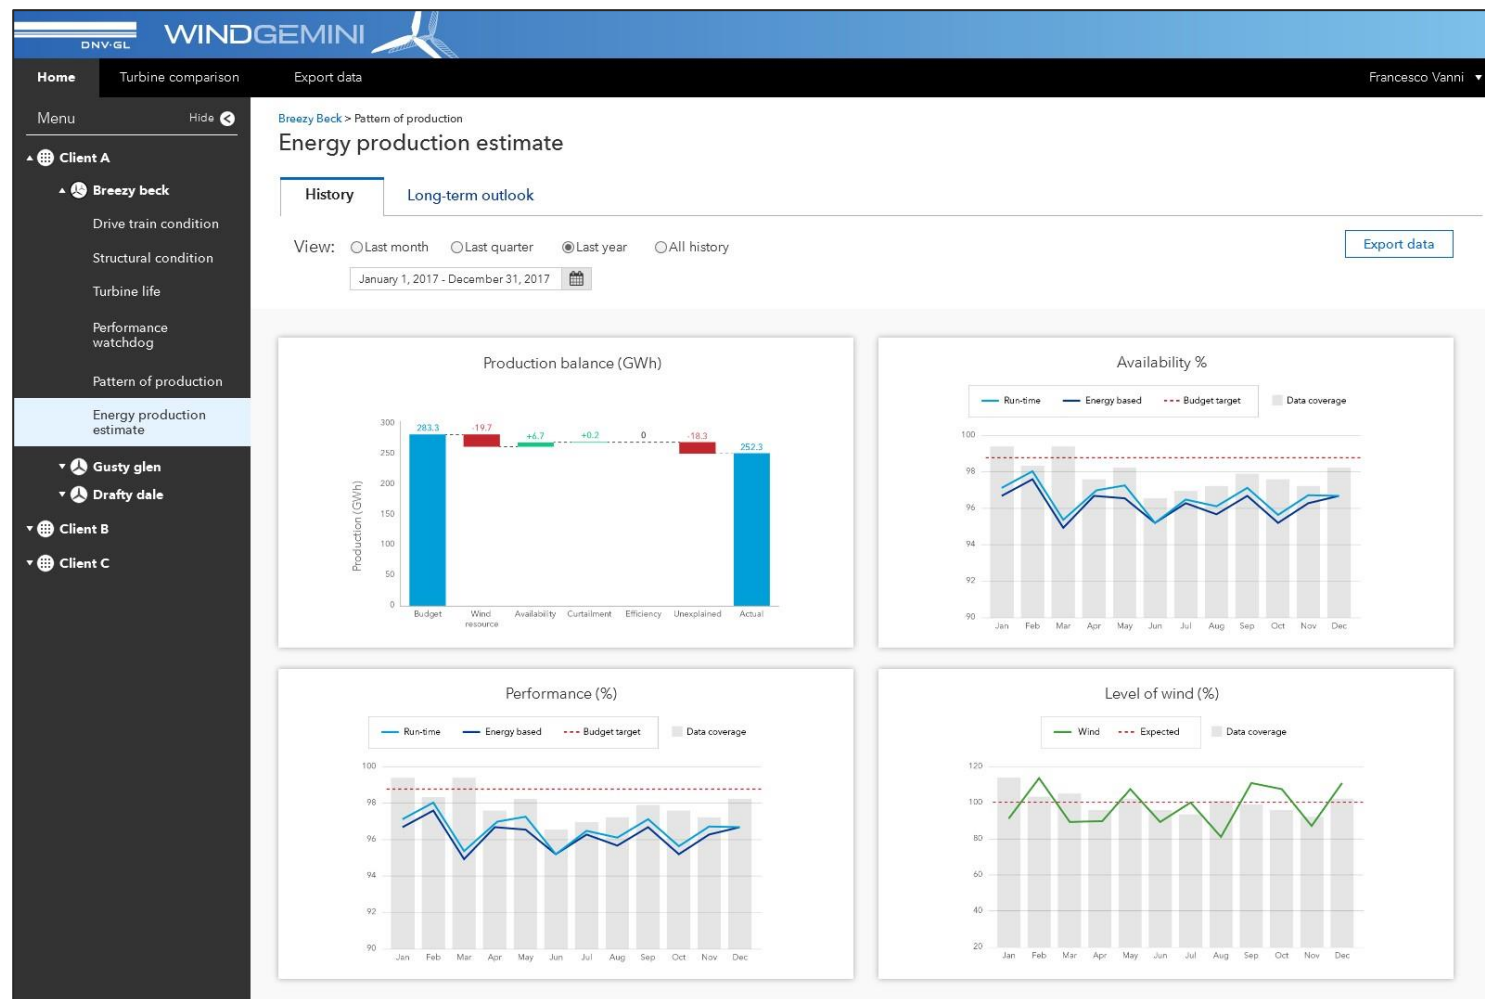 DNV·GL
WINDGEMINI
Home
Turbine comparison
Export data
Francesco Vanni
Menu
Hide
Client A
Breezy beck
Drive train condition
Structural condition
Turbine life
Performance
watchdog
Pattern of production
Energy production
estimate
Gusty glen
Drafty dale
Client B
Client C
Breezy Beck > Pattern of production
Energy production estimate
History
Long-term outlook
View:
Last month
Last quarter
Last year
All history
January 1, 2017 - December 31, 2017
Export data
Production balance (GWh)
Production (GWh)
300
250
200
150
100
50
0
283.3
-19.7
+6.7
+0.2
0
-18.3
252.3
Budget
Wind
resource
Availability
Curtailment
Efficiency
Unexplained
Actual
Availability %
Run-time
Energy based
Budget target
Data coverage
100
98
96
94
92
90
Jan Feb Mar Apr May Jun Jul Aug Sep Oct Nov Dec
Performance (%)
Run-time
Energy based
Budget target
Data coverage
100
98
96
94
92
90
Jan Feb Mar Apr May Jun Jul Aug Sep Oct Nov Dec
Level of wind (%)
Wind
Expected
Data coverage
120
100
80
60
40
20
Jan Feb Mar Apr May Jun Jul Aug Sep Oct Nov Dec